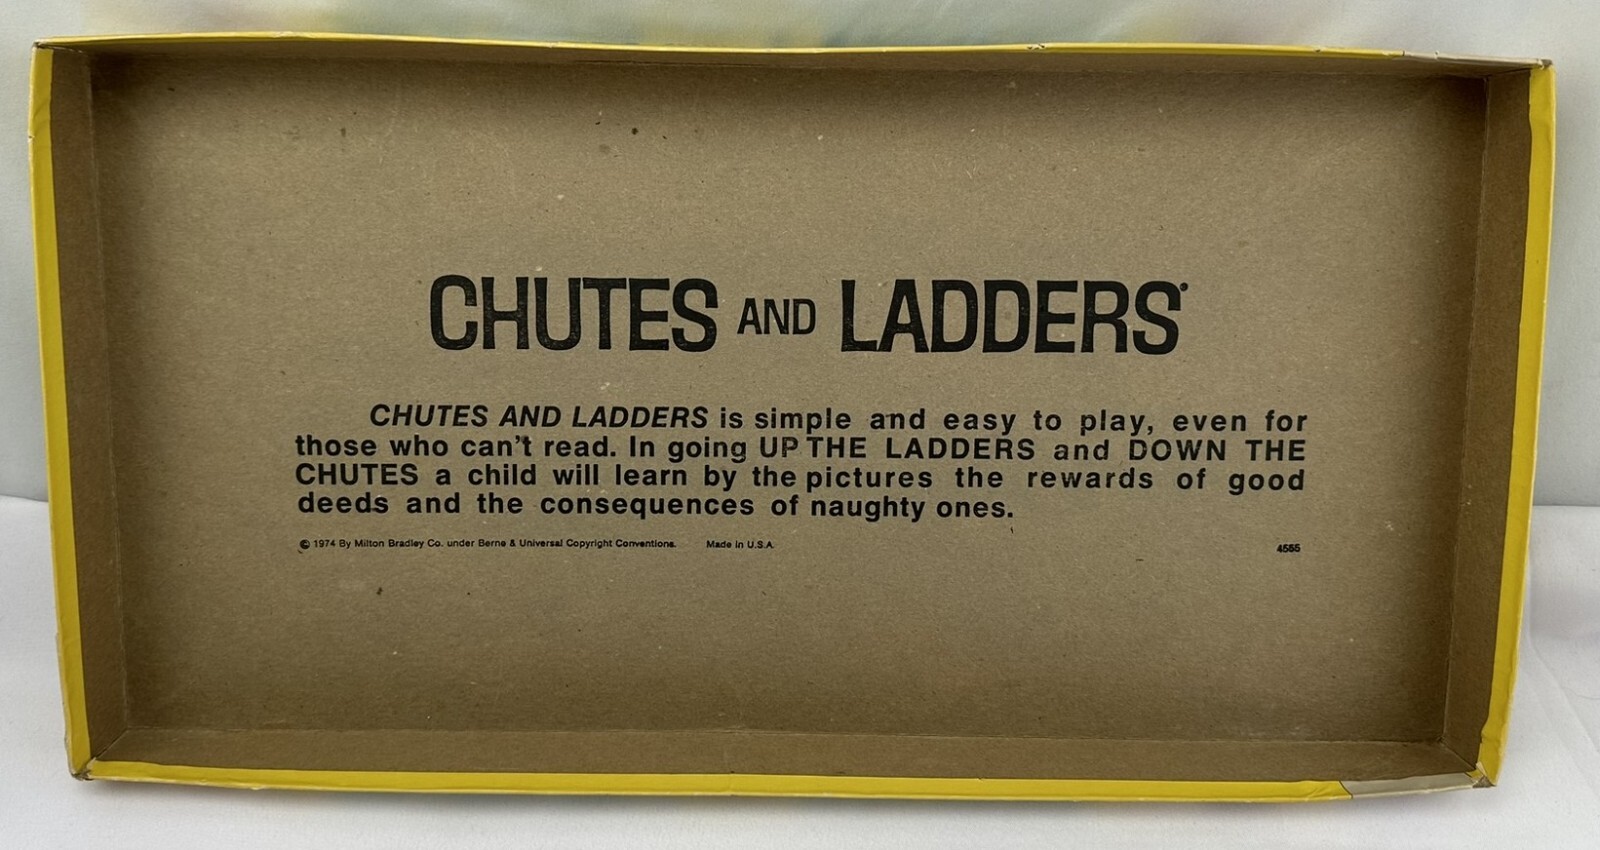 CHUTES AND LADDERS®
CHUTES AND LADDERS is simple and easy to play, even for
those who can't read. In going UP THE LADDERS and DOWN THE
CHUTES a child will learn by the pictures the rewards of good
deeds and the consequences of naughty ones.
© 1974 By Milton Bradley Co. under Berne & Universal Copyright Conventions. Made in U.S.A. 4555